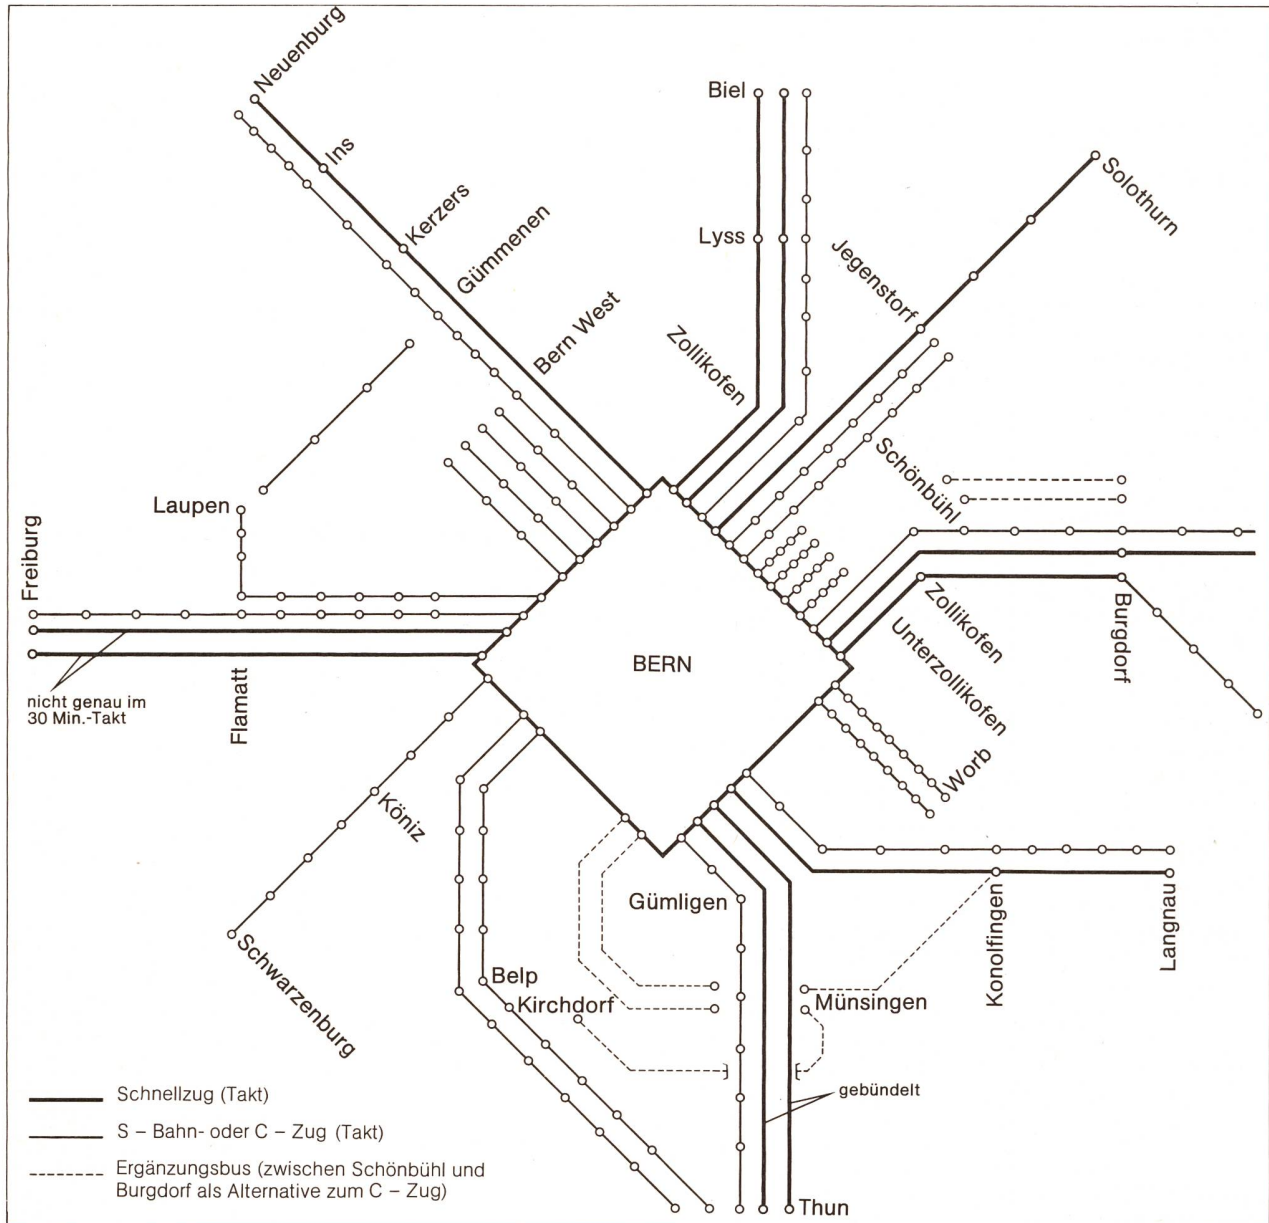 Neuenburg
Ins
Kerzers
Gümmenen
Bern West
Biel
Lyss
Zollikofen
Jegenstorf
Solothurn
Schönbühl
Laupen
Freiburg
nicht genau im
30 Min.-Takt
Flamatt
BERN
Zollikofen
Unterzollikofen
Burgdorf
Worb
Köniz
Schwarzenburg
Gümligen
Belp
Kirchdorf
Münsingen
Konolfingen
Langnau
gebündelt
Thun
Schnellzug (Takt)
S – Bahn- oder C – Zug (Takt)
Ergänzungsbus (zwischen Schönbühl und
Burgdorf als Alternative zum C – Zug)